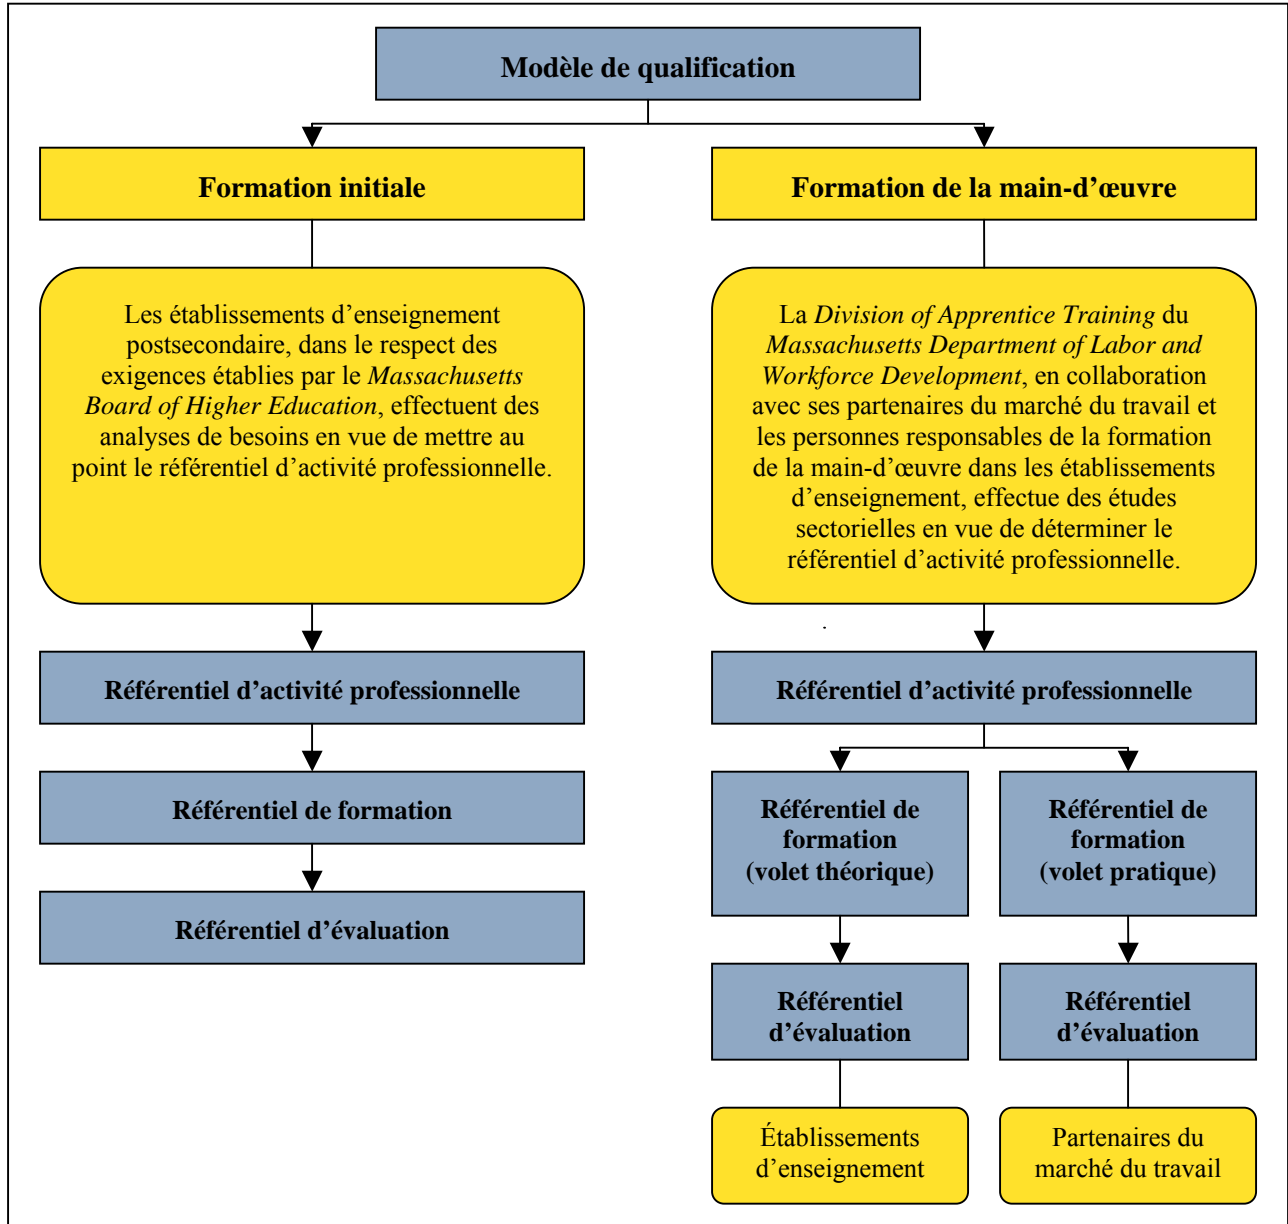 Modèle de qualification
Formation initiale
Formation de la main-d’œuvre
Les établissements d’enseignement
postsecondaire, dans le respect des
exigences établies par le Massachusetts
Board of Higher Education, effectuent des
analyses de besoins en vue de mettre au
point le référentiel d’activité professionnelle.
La Division of Apprentice Training du
Massachusetts Department of Labor and
Workforce Development, en collaboration
avec ses partenaires du marché du travail et
les personnes responsables de la formation
de la main-d’œuvre dans les établissements
d’enseignement, effectue des études
sectorielles en vue de déterminer le
référentiel d’activité professionnelle.
Référentiel d’activité professionnelle
Référentiel de formation
Référentiel d’évaluation
Référentiel d’activité professionnelle
Référentiel de
formation
(volet théorique)
Référentiel de
formation
(volet pratique)
Référentiel
d’évaluation
Référentiel
d’évaluation
Établissements
d’enseignement
Partenaires du
marché du travail